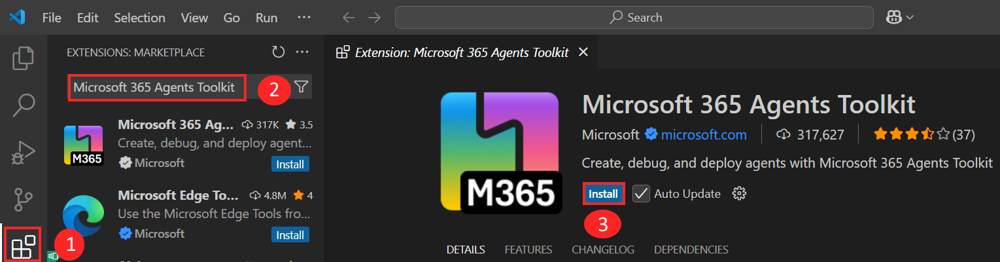 File Edit Selection View Go Run ...
Search
EXTENSIONS: MARKETPLACE ...
Extension: Microsoft 365 Agents Toolkit
Microsoft 365 Agents Toolkit
2
Microsoft 365 Ag... 317K 3.5
Create, debug, and deploy agent...
Microsoft Install
M365
Microsoft Edge To... 4.8M 4
Use the Microsoft Edge Tools fro...
Microsoft Install
1
M365
Microsoft 365 Agents Toolkit
Microsoft microsoft.com 317,627 (37)
Create, debug, and deploy agents with Microsoft 365 Agents Toolkit
Install Auto Update
3
DETAILS FEATURES CHANGELOG DEPENDENCIES